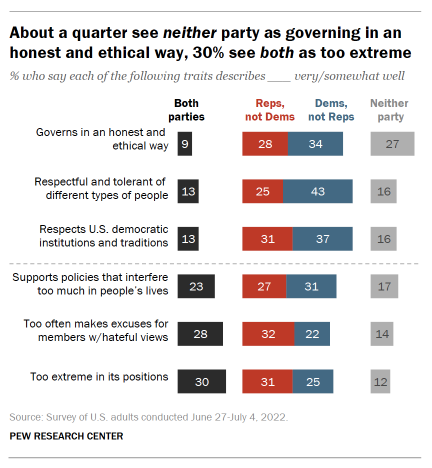 About a quarter see neither party as governing in an
honest and ethical way, 30% see both as too extreme
% who say each of the following traits describes ___ very/somewhat well
Both parties
Reps, not Dems
Dems, not Reps
Neither party
Governs in an honest and
ethical way
9 28 34 27
Respectful and tolerant of
different types of people
13 25 43 16
Respects U.S. democratic
institutions and traditions
13 31 37 16
Supports policies that interfere
too much in people's lives
23 27 31 17
Too often makes excuses for
members w/hateful views
28 32 22 14
Too extreme in its positions
30 31 25 12
Source: Survey of U.S. adults conducted June 27-July 4, 2022.
PEW RESEARCH CENTER